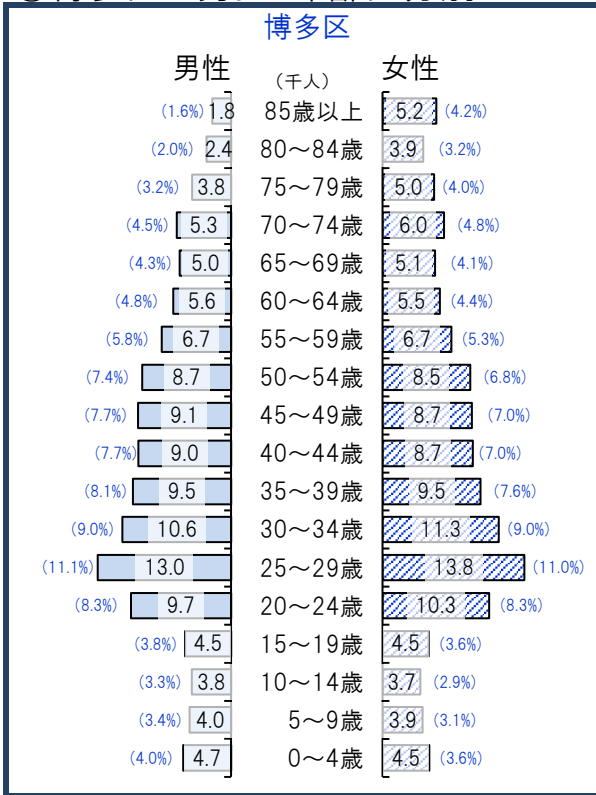 博多区
男性 （千人） 女性
(1.6%) 1.8 85歳以上 5.2 (4.2%)
(2.0%) 2.4 80～84歳 3.9 (3.2%)
(3.2%) 3.8 75～79歳 5.0 (4.0%)
(4.5%) 5.3 70～74歳 6.0 (4.8%)
(4.3%) 5.0 65～69歳 5.1 (4.1%)
(4.8%) 5.6 60～64歳 5.5 (4.4%)
(5.8%) 6.7 55～59歳 6.7 (5.3%)
(7.4%) 8.7 50～54歳 8.5 (6.8%)
(7.7%) 9.1 45～49歳 8.7 (7.0%)
(7.7%) 9.0 40～44歳 8.7 (7.0%)
(8.1%) 9.5 35～39歳 9.5 (7.6%)
(9.0%) 10.6 30～34歳 11.3 (9.0%)
(11.1%) 13.0 25～29歳 13.8 (11.0%)
(8.3%) 9.7 20～24歳 10.3 (8.3%)
(3.8%) 4.5 15～19歳 4.5 (3.6%)
(3.3%) 3.8 10～14歳 3.7 (2.9%)
(3.4%) 4.0 5～9歳 3.9 (3.1%)
(4.0%) 4.7 0～4歳 4.5 (3.6%)